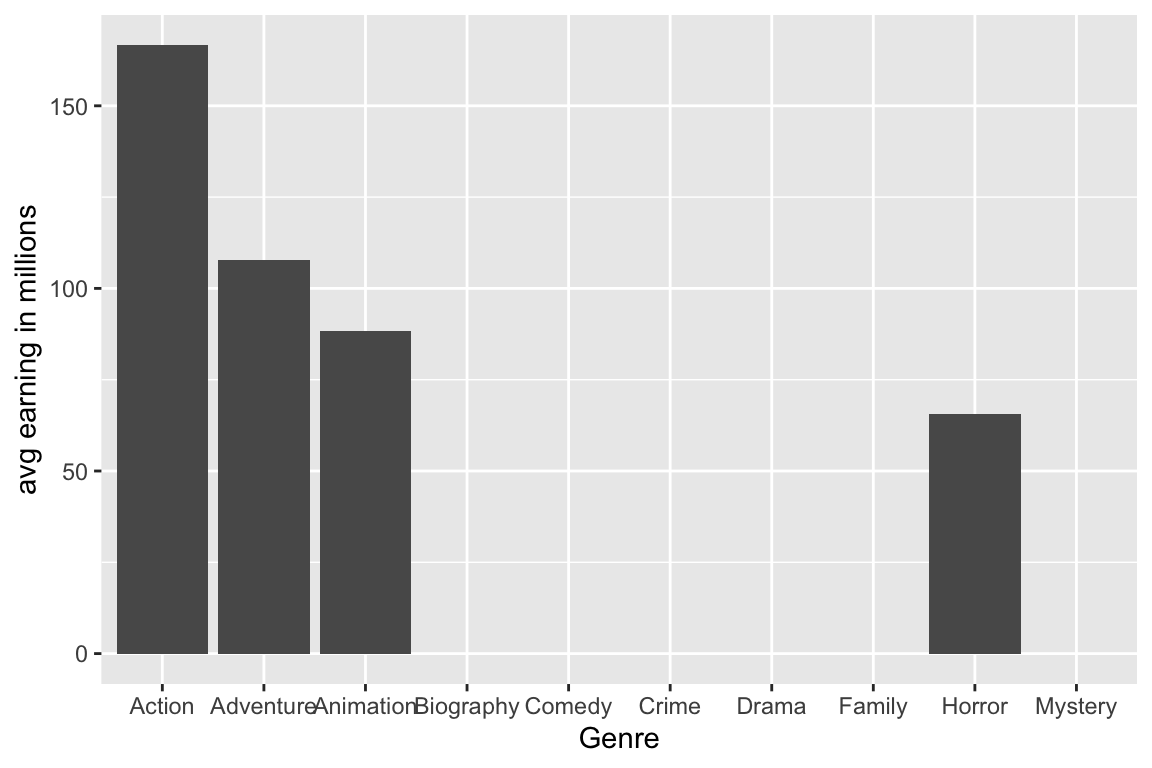 avg earning in millions
150
100
50
0
Action Adventure Animation Biography Comedy Crime Drama Family Horror Mystery
Genre